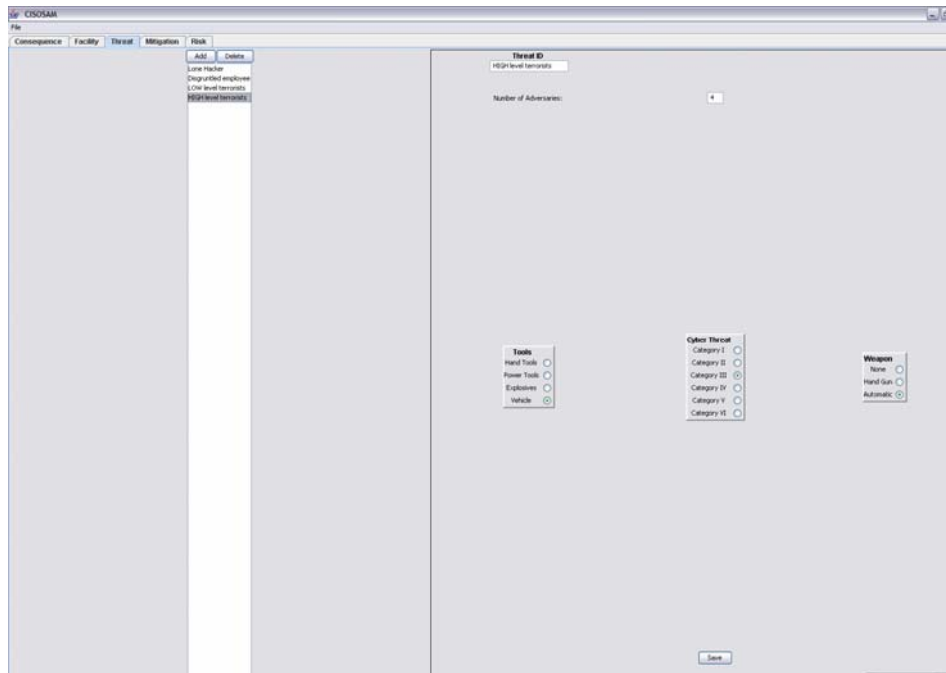 CISOSAM
File
Consequence Facility Threat Mitigation Risk
Add Delete
Lone Hacker
Disgruntled employee
LOW level terrorists
HIGH level terrorists
Threat ID
HIGH level terrorists
Number of Adversaries: 4
Tools
Hand Tools
Power Tools
Explosives
Vehicle
Cyber Threat
Category I
Category II
Category III
Category IV
Category V
Category VI
Weapon
None
Hand Gun
Automatic
Save